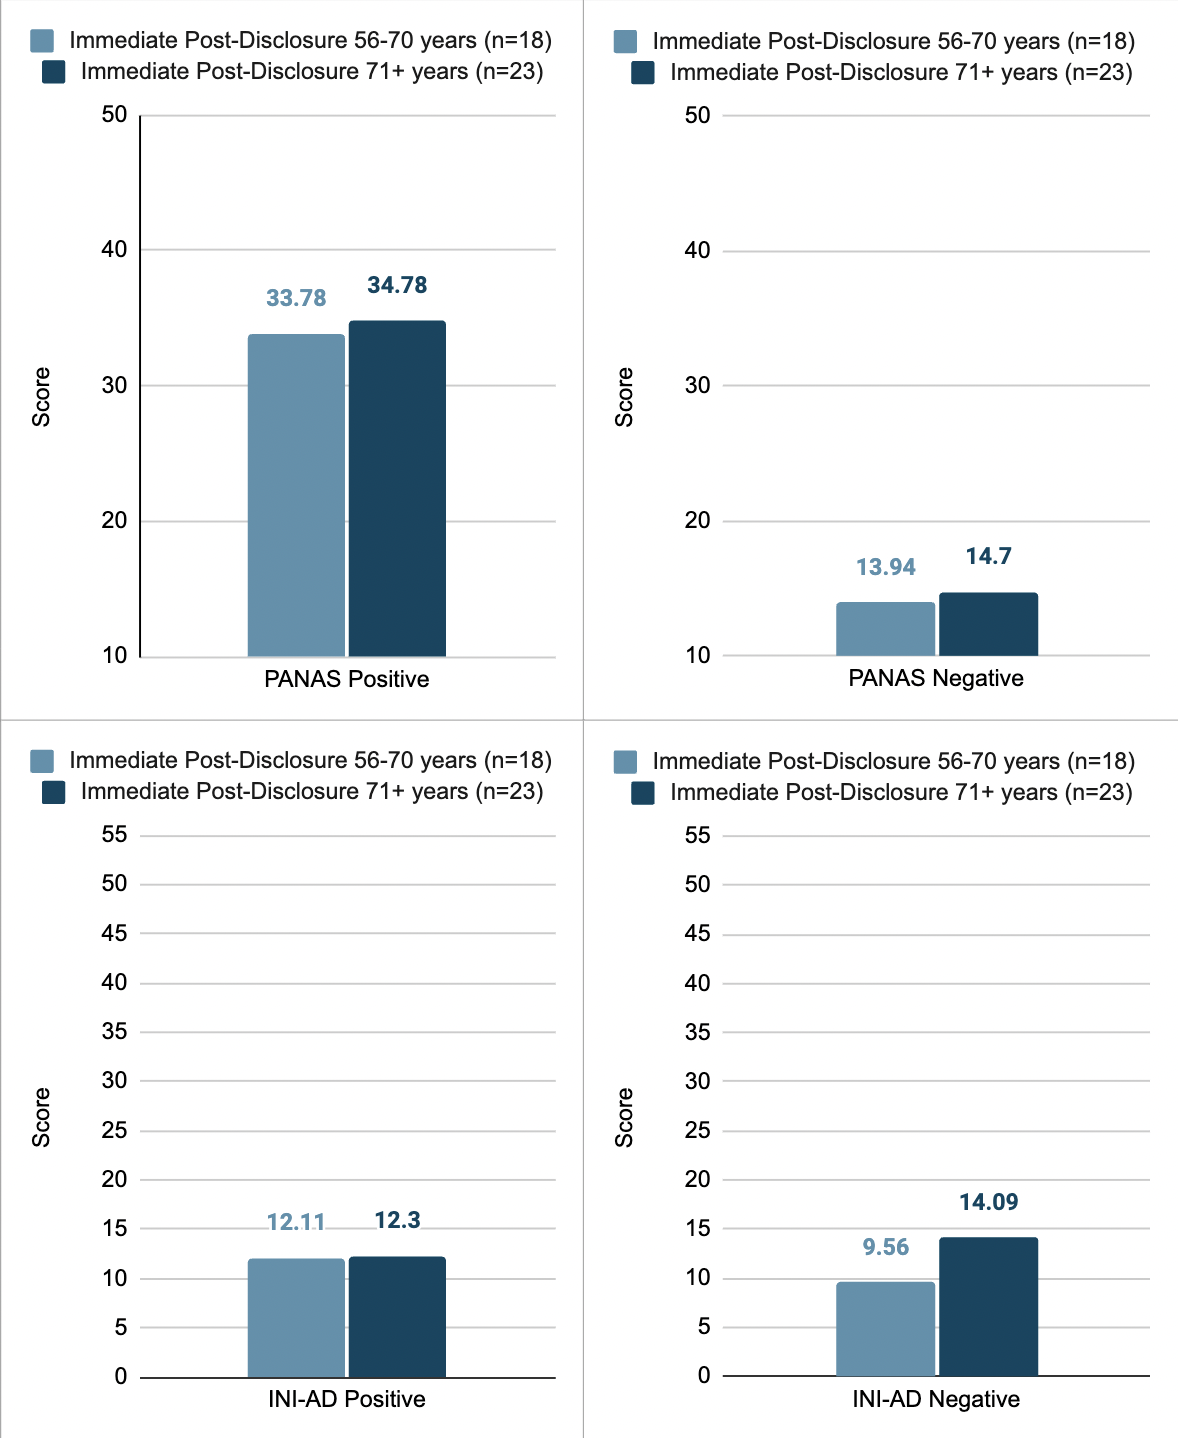 Immediate Post-Disclosure 56-70 years (n=18)
Immediate Post-Disclosure 71+ years (n=23)
50
40
30
20
10
Score
33.78
34.78
PANAS Positive
Immediate Post-Disclosure 56-70 years (n=18)
Immediate Post-Disclosure 71+ years (n=23)
50
40
30
20
10
Score
13.94
14.7
PANAS Negative
Immediate Post-Disclosure 56-70 years (n=18)
Immediate Post-Disclosure 71+ years (n=23)
55
50
45
40
35
30
25
20
15
10
5
0
Score
12.11
12.3
INI-AD Positive
Immediate Post-Disclosure 56-70 years (n=18)
Immediate Post-Disclosure 71+ years (n=23)
55
50
45
40
35
30
25
20
15
10
5
0
Score
9.56
14.09
INI-AD Negative